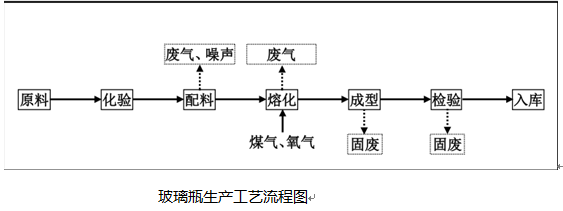 废气、噪声
废气
原料
化验
配料
熔化
成型
检验
入库
煤气、氧气
固废
固废
玻璃瓶生产工艺流程图